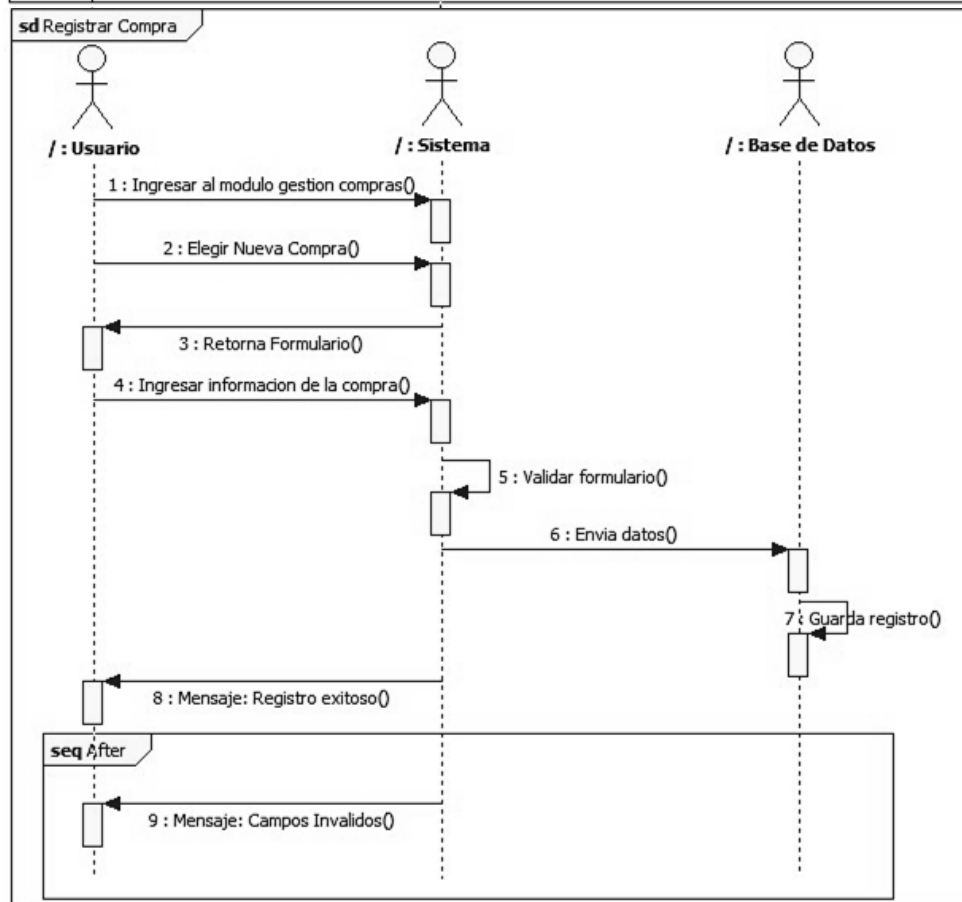 sd Registrar Compra
/ : Usuario
/ : Sistema
/ : Base de Datos
1 : Ingresar al modulo gestion compras()
2 : Elegir Nueva Compra()
3 : Retorna Formulario()
4 : Ingresar informacion de la compra()
5 : Validar formulario()
6 : Envia datos()
7 : Guarda registro()
8 : Mensaje: Registro exitoso()
seq After
9 : Mensaje: Campos Invalidos()